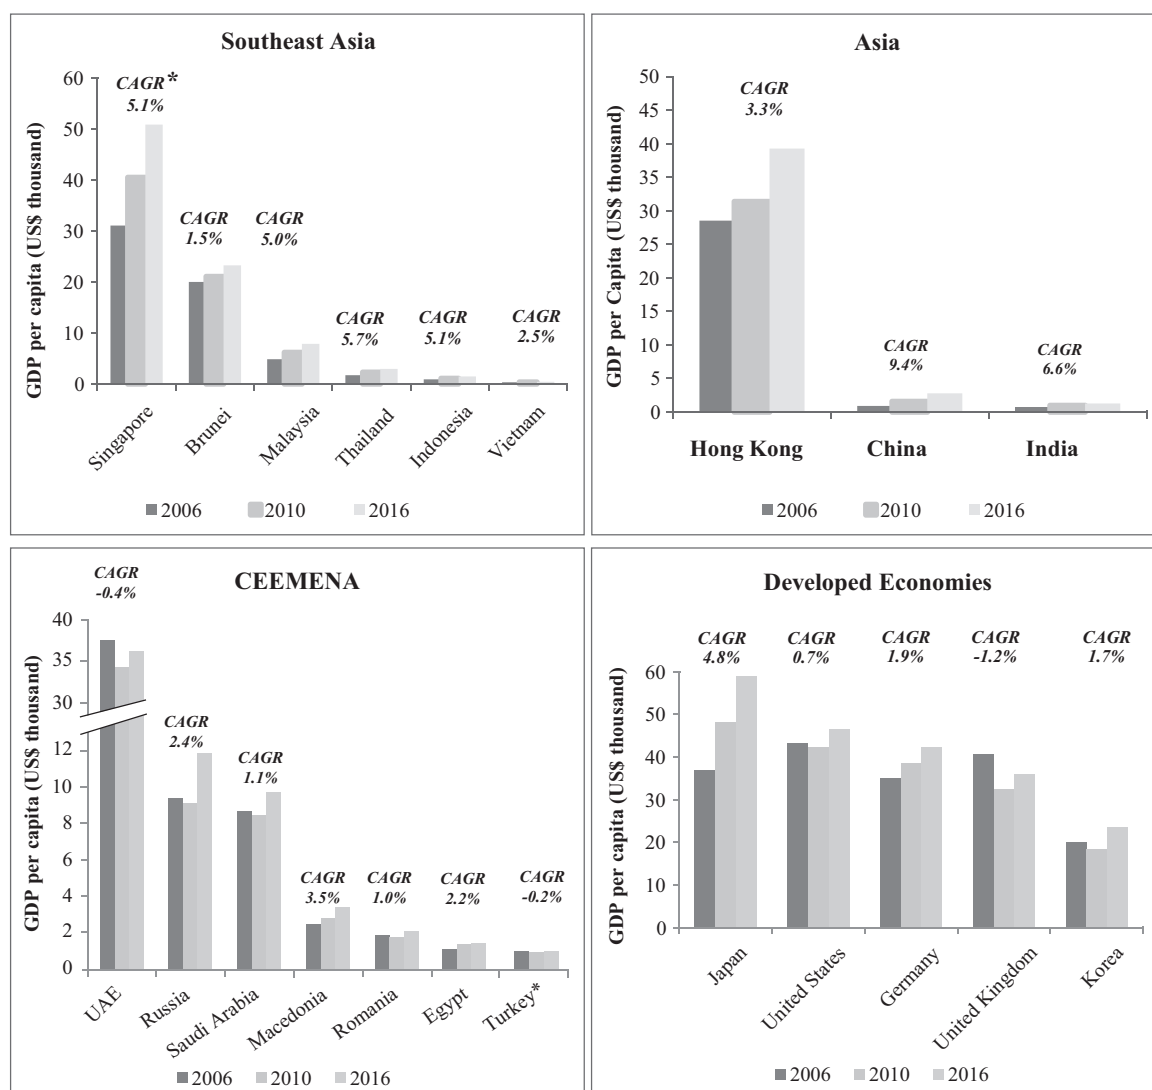 Southeast Asia
GDP per capita (US$ thousand)
60
50
40
30
20
10
0
CAGR*
5.1%
CAGR
1.5%
CAGR
5.0%
CAGR
5.7%
CAGR
5.1%
CAGR
2.5%
Singapore
Brunei
Malaysia
Thailand
Indonesia
Vietnam
2006 2010 2016
Asia
GDP per Capita (US$ thousand)
50
45
40
35
30
25
20
15
10
5
0
CAGR
3.3%
CAGR
9.4%
CAGR
6.6%
Hong Kong China India
2006 2010 2016
CEEMENA
GDP per capita (US$ thousand)
40
35
30
12
10
8
6
4
2
0
CAGR
-0.4%
CAGR
2.4%
CAGR
1.1%
CAGR
3.5%
CAGR
1.0%
CAGR
2.2%
CAGR
-0.2%
UAE
Russia
Saudi Arabia
Macedonia
Romania
Egypt
Turkey*
2006 2010 2016
Developed Economies
GDP per capita (US$ thousand)
60
50
40
30
20
10
0
CAGR
4.8%
CAGR
0.7%
CAGR
1.9%
CAGR
-1.2%
CAGR
1.7%
Japan
United States
Germany
United Kingdom
Korea
2006 2010 2016